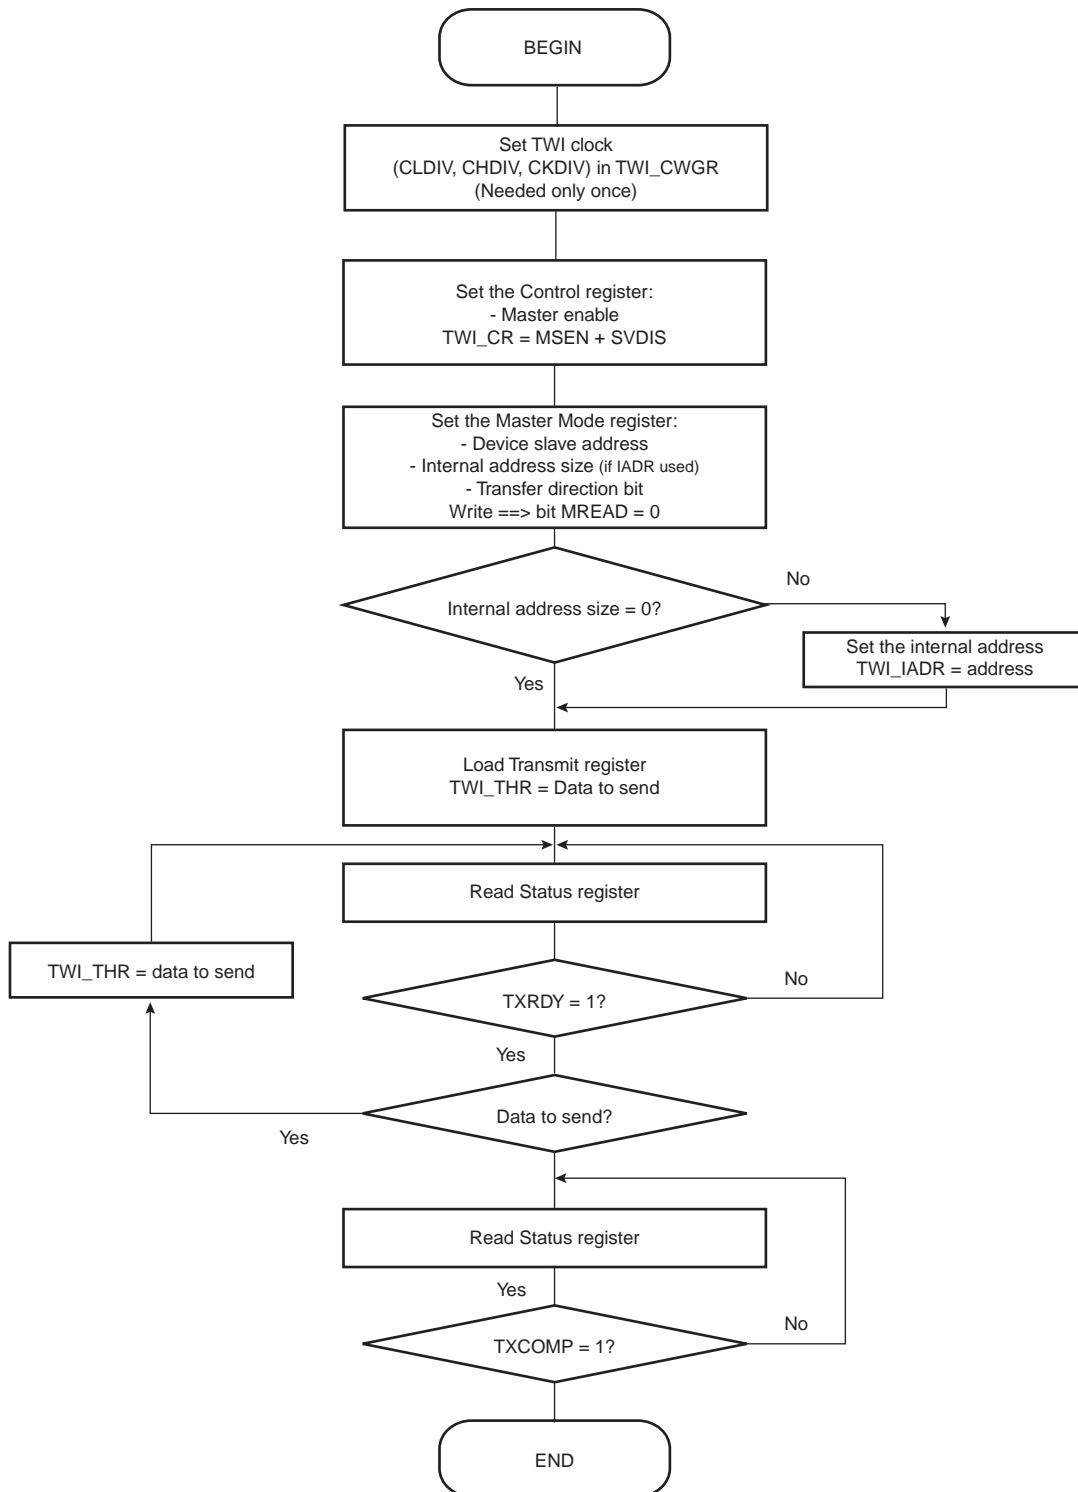 BEGIN
Set TWI clock
(CLDIV, CHDIV, CKDIV) in TWI_CWGR
(Needed only once)
Set the Control register:
- Master enable
TWI_CR = MSEN + SVDIS
Set the Master Mode register:
- Device slave address
- Internal address size (if IADR used)
- Transfer direction bit
Write ==> bit MREAD = 0
No
Internal address size = 0?
Set the internal address
TWI_IADR = address
Yes
Load Transmit register
TWI_THR = Data to send
Read Status register
TWI_THR = data to send
No
TXRDY = 1?
Yes
Data to send?
Yes
Read Status register
Yes
No
TXCOMP = 1?
END